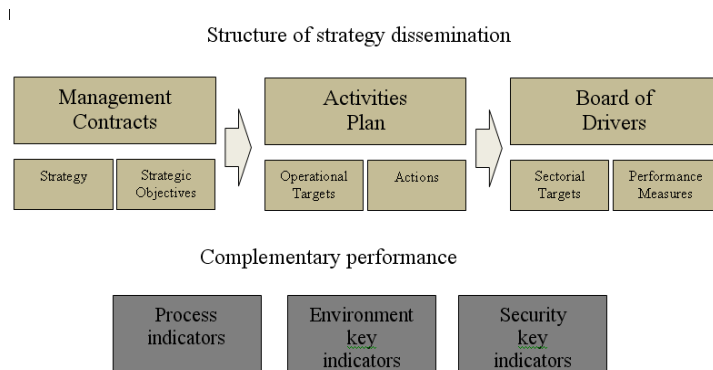 Structure of strategy dissemination
Management
Contracts
Activities
Plan
Board of
Drivers
Strategy
Strategic
Objectives
Operational
Targets
Actions
Sectorial
Targets
Performance
Measures
Complementary performance
Process
indicators
Environment
key
indicators
Security
key
indicators